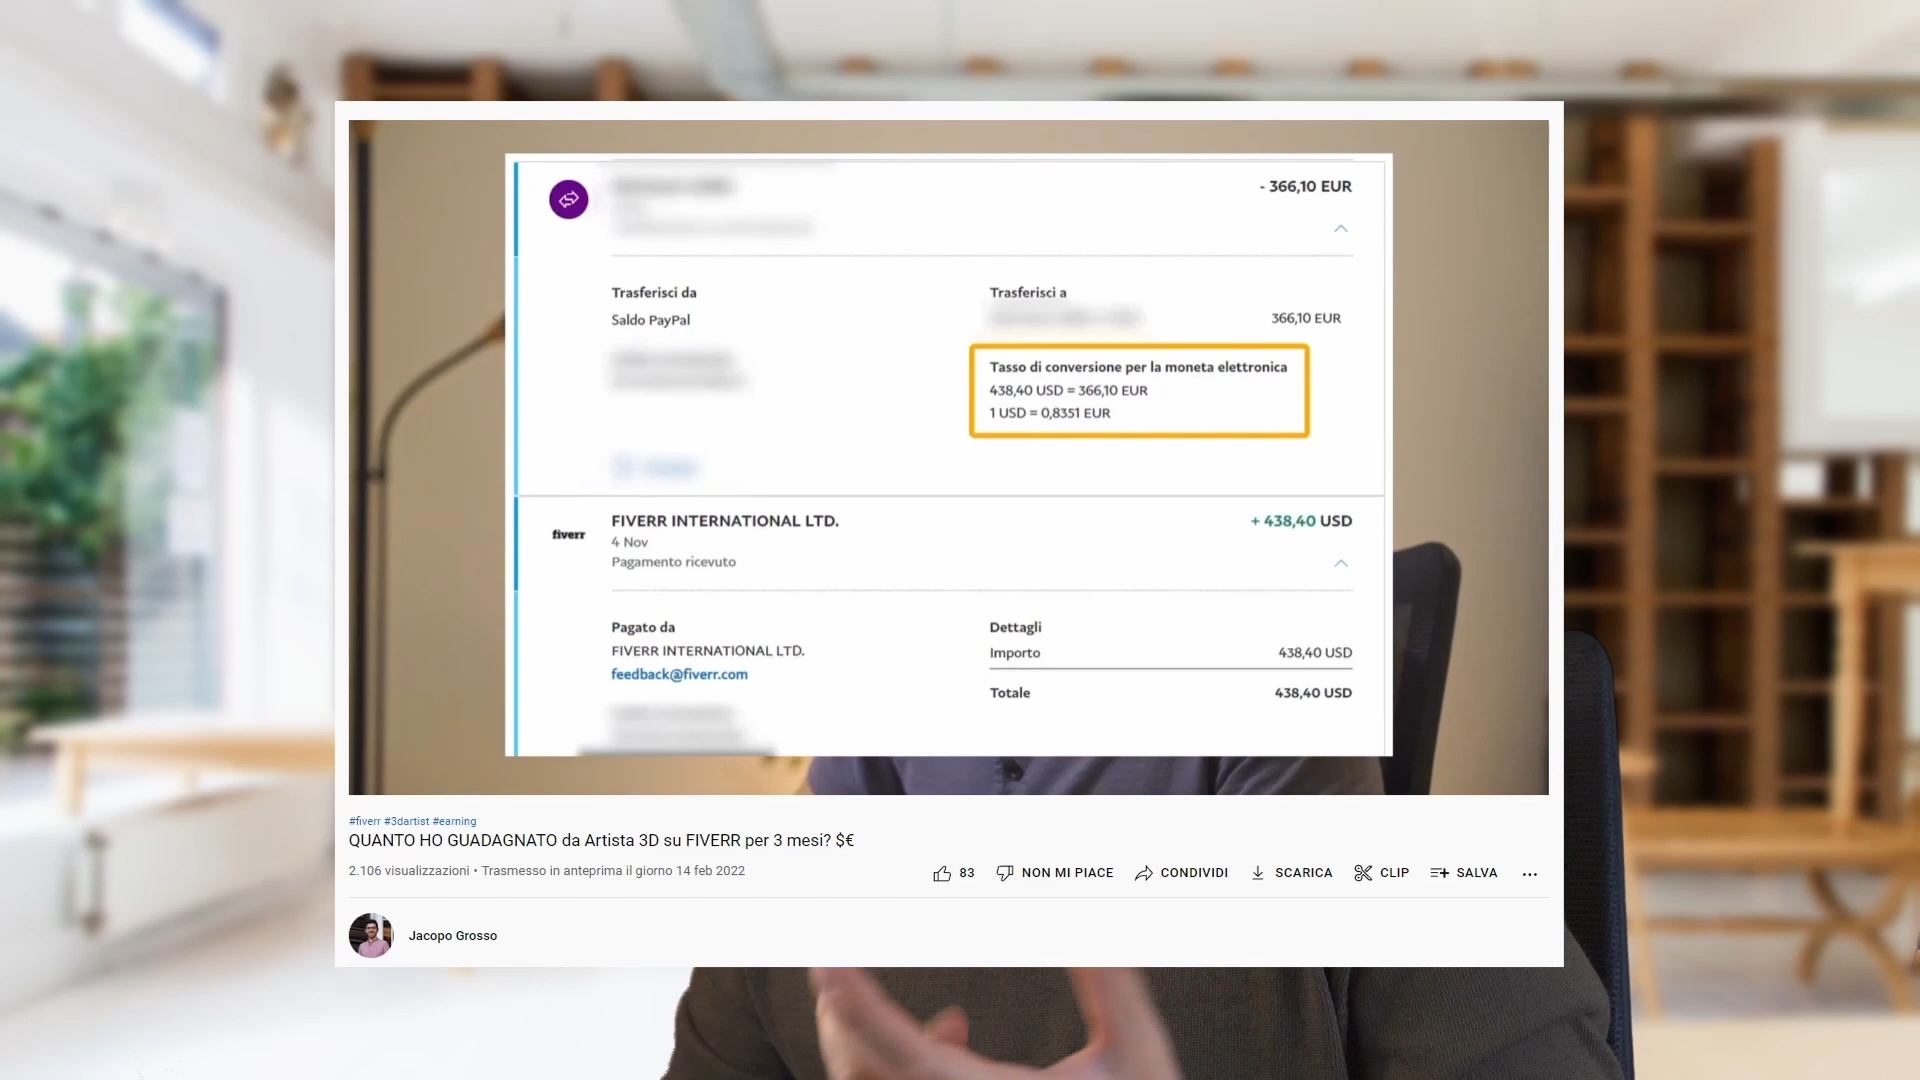 - 366,10 EUR
Trasferisci da
Saldo PayPal
Trasferisci a
366,10 EUR
Tasso di conversione per la moneta elettronica
438,40 USD = 366,10 EUR
1 USD = 0,8351 EUR
fiverr
FIVERR INTERNATIONAL LTD.
+ 438,40 USD
4 Nov
Pagamento ricevuto
Pagato da
FIVERR INTERNATIONAL LTD.
feedback@fiverr.com
Dettagli
Importo 438,40 USD
Totale 438,40 USD
#fiverr #3dartist #earning
QUANTO HO GUADAGNATO da Artista 3D su FIVERR per 3 mesi? $€
2.106 visualizzazioni • Trasmesso in anteprima il giorno 14 feb 2022
83 NON MI PIACE CONDIVIDI SCARICA CLIP SALVA ...
Jacopo Grosso